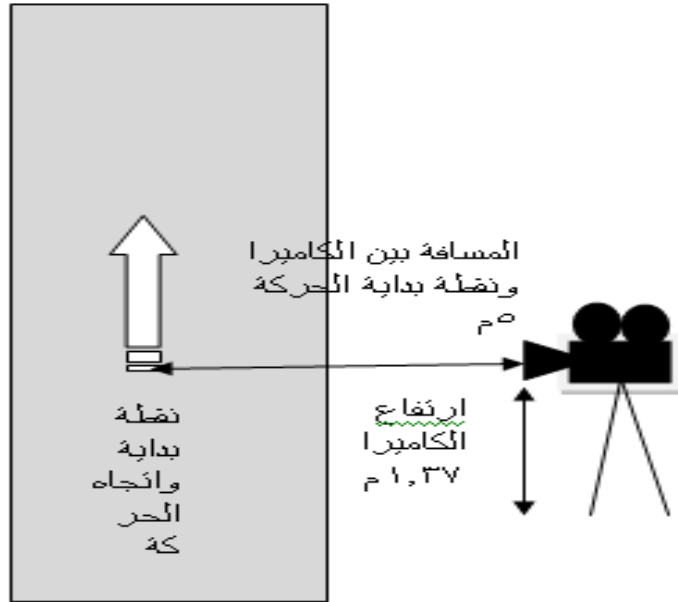 المسافة بين الكاميرا
ونقطة بداية الحركة
٥م
ارتفاع
الكاميرا
١,٣٧ م
نقطة
بداية
واتجاه
الحر
كة